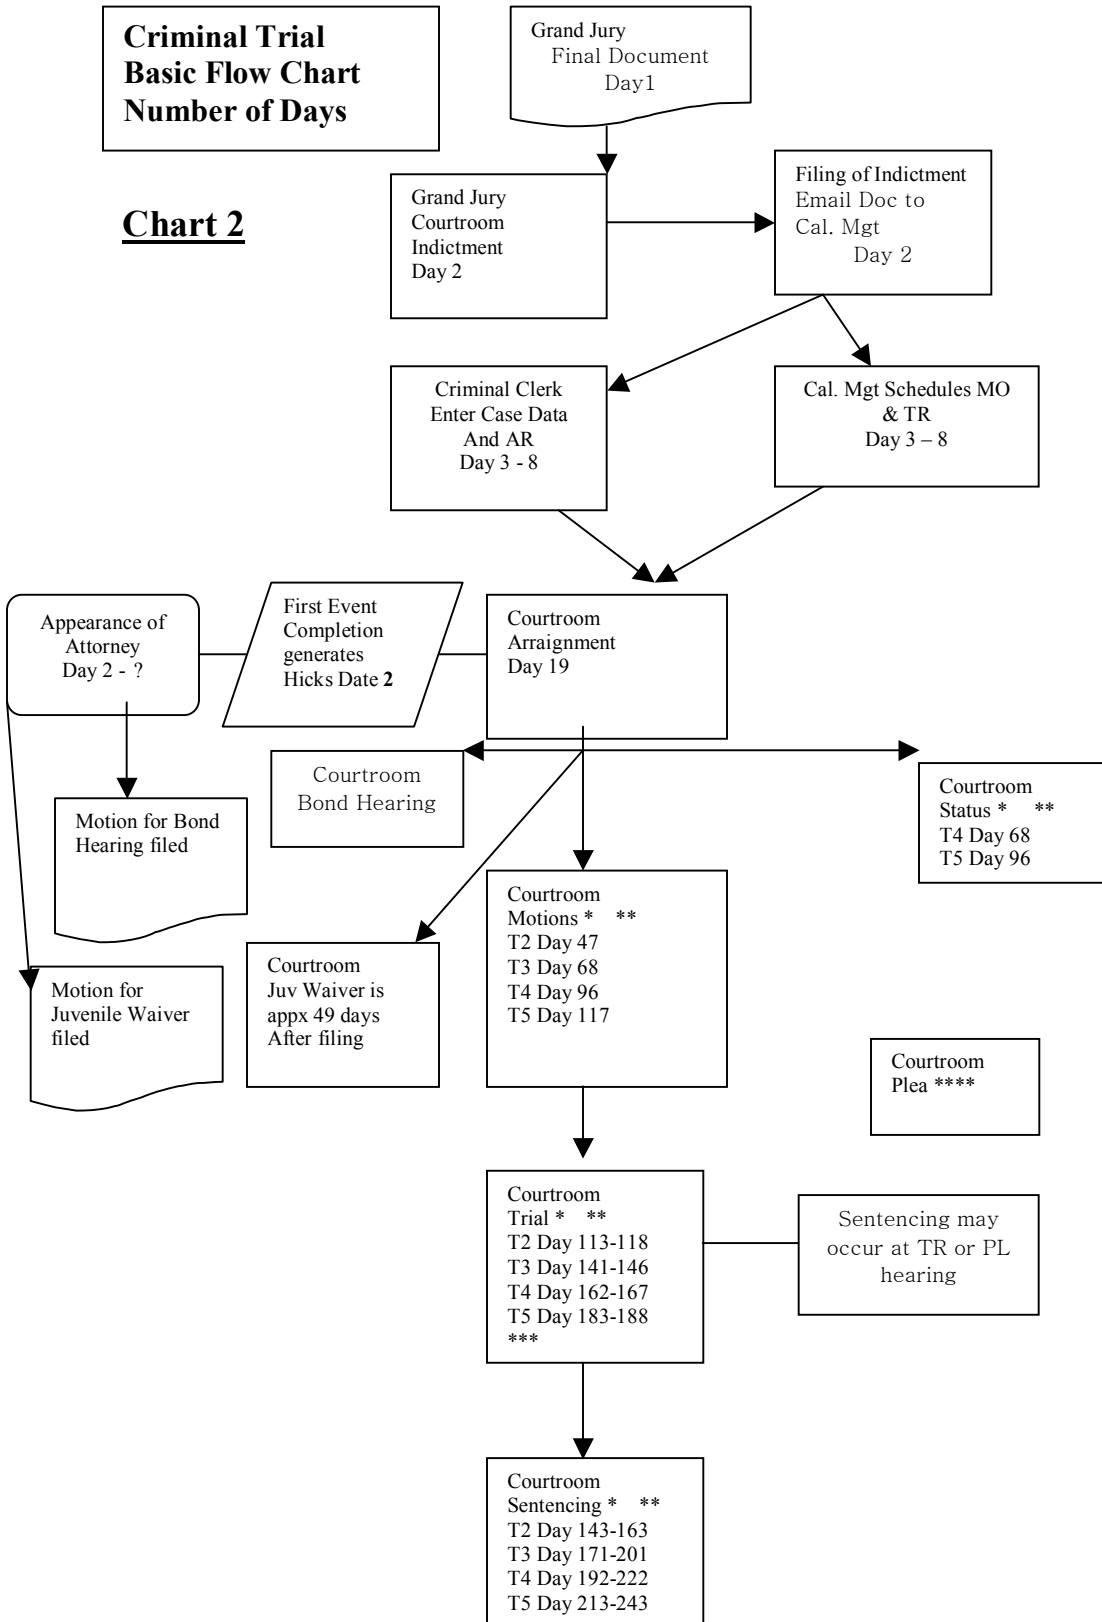 Criminal Trial
Basic Flow Chart
Number of Days
Chart 2
Grand Jury
Final Document
Day1
Grand Jury
Courtroom
Indictment
Day 2
Filing of Indictment
Email Doc to
Cal. Mgt
Day 2
Criminal Clerk
Enter Case Data
And AR
Day 3 - 8
Cal. Mgt Schedules MO
& TR
Day 3 – 8
Appearance of
Attorney
Day 2 - ?
First Event
Completion
generates
Hicks Date 2
Courtroom
Arraignment
Day 19
Courtroom
Bond Hearing
Courtroom
Status * **
T4 Day 68
T5 Day 96
Motion for Bond
Hearing filed
Courtroom
Motions * **
T2 Day 47
T3 Day 68
T4 Day 96
T5 Day 117
Motion for
Juvenile Waiver
filed
Courtroom
Juv Waiver is
appx 49 days
After filing
Courtroom
Plea ****
Courtroom
Trial * **
T2 Day 113-118
T3 Day 141-146
T4 Day 162-167
T5 Day 183-188
***
Sentencing may
occur at TR or PL
hearing
Courtroom
Sentencing * **
T2 Day 143-163
T3 Day 171-201
T4 Day 192-222
T5 Day 213-243